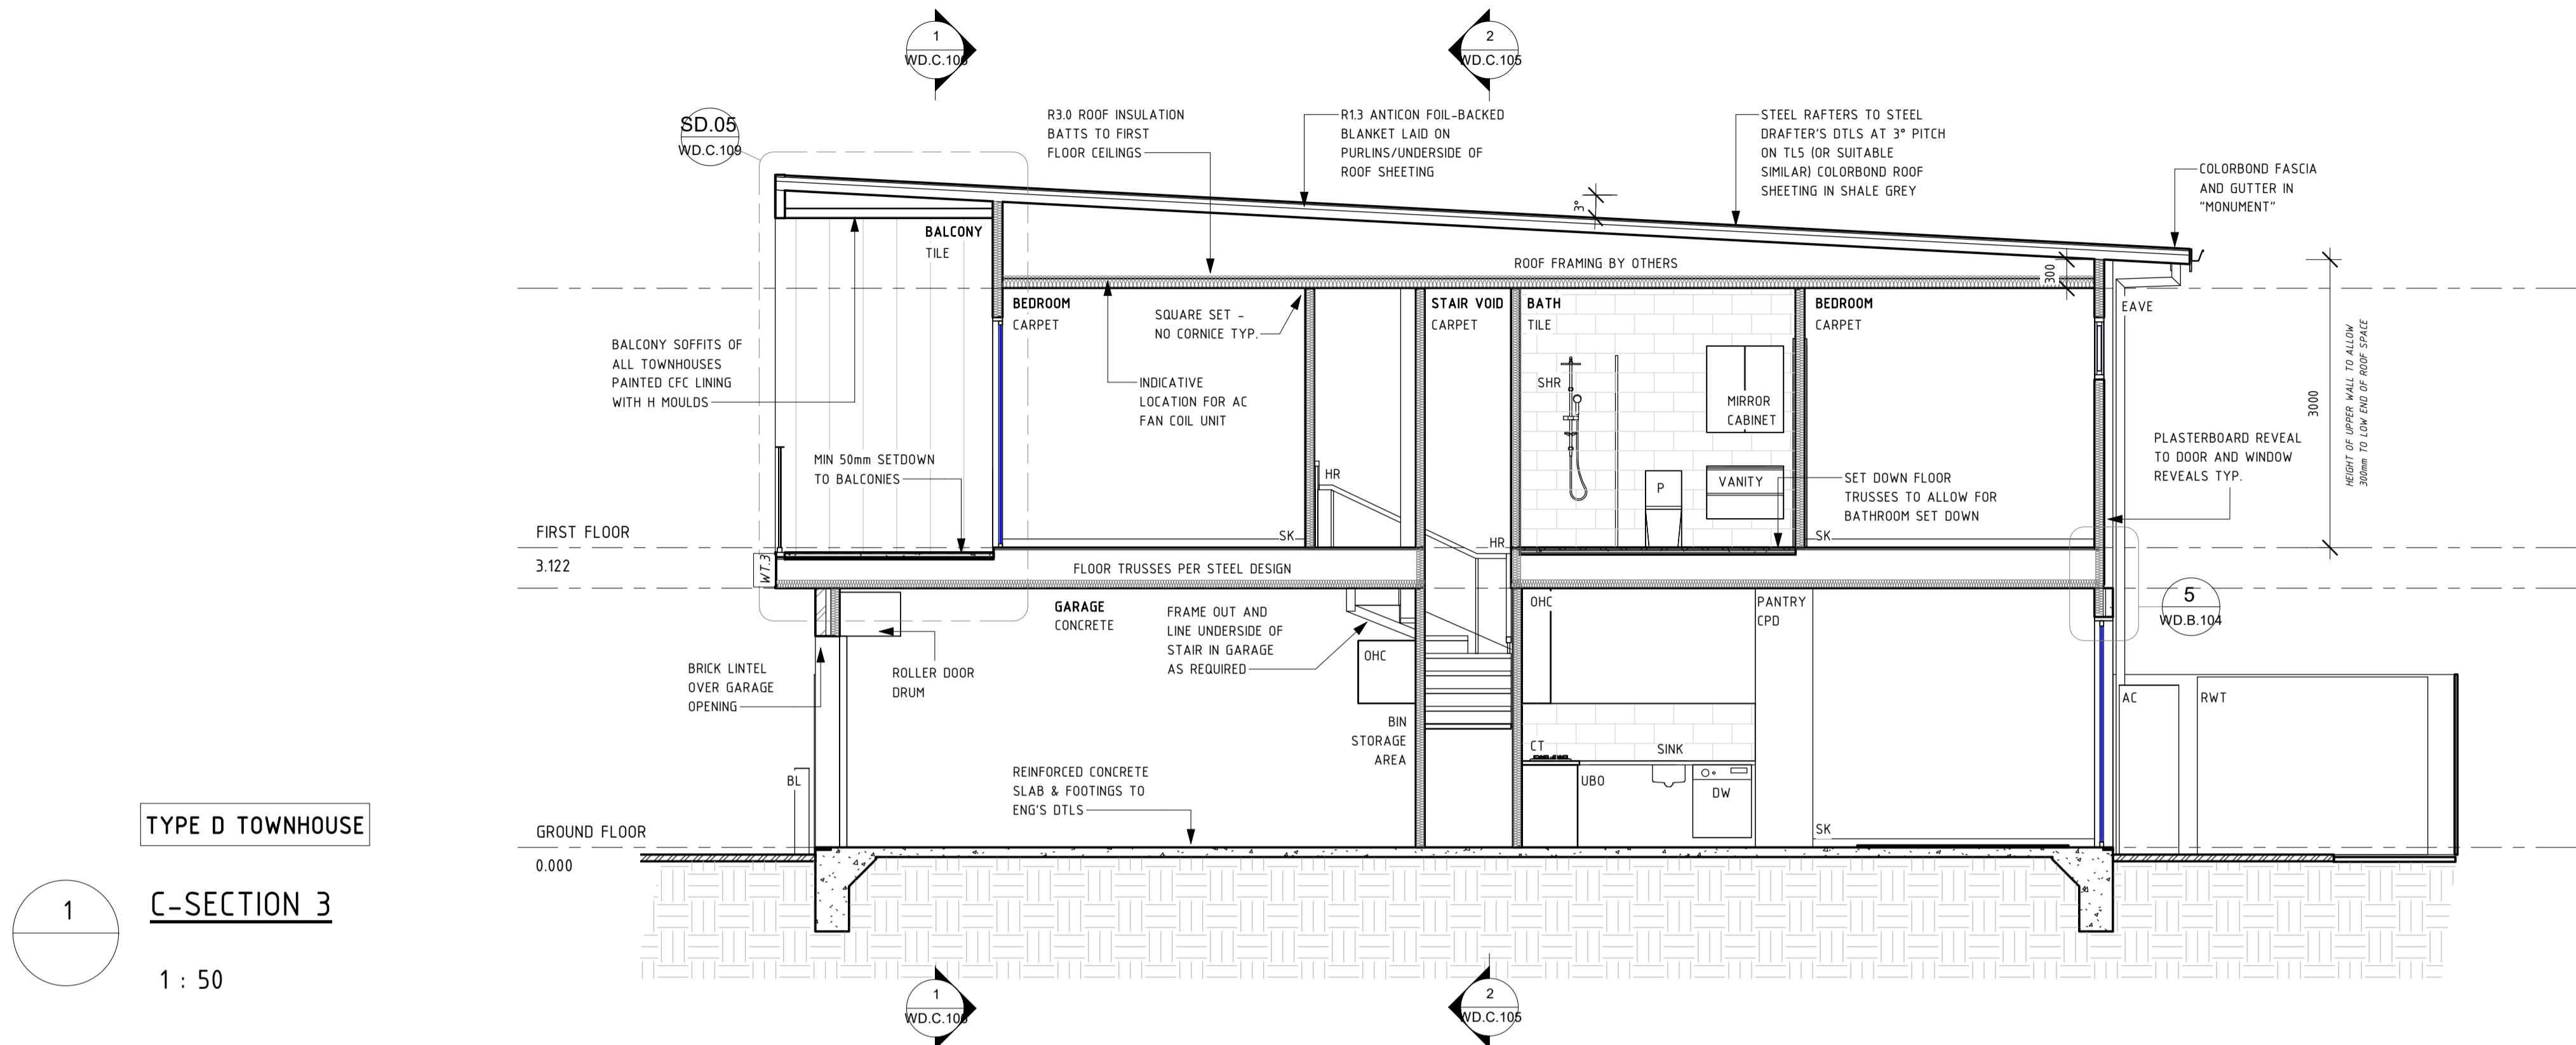 1
WD.C.106
2
WD.C.105
SD.05
WD.C.109
R3.0 ROOF INSULATION
BATTS TO FIRST
FLOOR CEILINGS
R1.3 ANTICON FOIL-BACKED
BLANKET LAID ON
PURLINS/UNDERSIDE OF
ROOF SHEETING
STEEL RAFTERS TO STEEL
DRAFTER'S DTLS AT 3° PITCH
ON TL5 (OR SUITABLE
SIMILAR) COLORBOND ROOF
SHEETING IN SHALE GREY
COLORBOND FASCIA
AND GUTTER IN
"MONUMENT"
3°
BALCONY
TILE
ROOF FRAMING BY OTHERS
300
BEDROOM
CARPET
SQUARE SET -
NO CORNICE TYP.
STAIR VOID
CARPET
BATH
TILE
BEDROOM
CARPET
EAVE
BALCONY SOFFITS OF
ALL TOWNHOUSES
PAINTED CFC LINING
WITH H MOULDS
INDICATIVE
LOCATION FOR AC
FAN COIL UNIT
SHR
MIRROR
CABINET
3000
HEIGHT OF UPPER WALL TO ALLOW
300mm TO LOW END OF ROOF SPACE
MIN 50mm SETDOWN
TO BALCONIES
HR
P
VANITY
SET DOWN FLOOR
TRUSSES TO ALLOW FOR
BATHROOM SET DOWN
PLASTERBOARD REVEAL
TO DOOR AND WINDOW
REVEALS TYP.
FIRST FLOOR
3.122
SK
HR
SK
WT.3
FLOOR TRUSSES PER STEEL DESIGN
GARAGE
CONCRETE
FRAME OUT AND
LINE UNDERSIDE OF
STAIR IN GARAGE
AS REQUIRED
OHC
OHC
PANTRY
CPD
5
WD.B.104
BRICK LINTEL
OVER GARAGE
OPENING
ROLLER DOOR
DRUM
AC
RWT
BIN
STORAGE
AREA
CT
SINK
BL
REINFORCED CONCRETE
SLAB & FOOTINGS TO
ENG'S DTLS
UBO
DW
TYPE D TOWNHOUSE
GROUND FLOOR
0.000
SK
1
C-SECTION 3
1 : 50
1
WD.C.106
2
WD.C.105